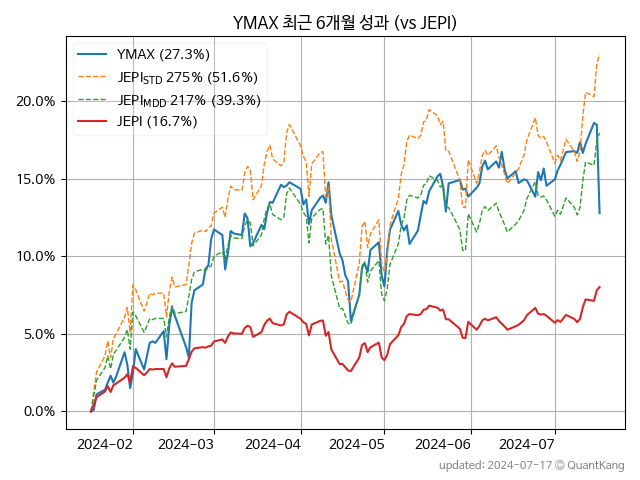 YMAX 최근 6개월 성과 (vs JEPI)
YMAX (27.3%)
JEPI_STD 275% (51.6%)
JEPI_MDD 217% (39.3%)
JEPI (16.7%)
20.0%
15.0%
10.0%
5.0%
0.0%
2024-02 2024-03 2024-04 2024-05 2024-06 2024-07
updated: 2024-07-17 © QuantKang